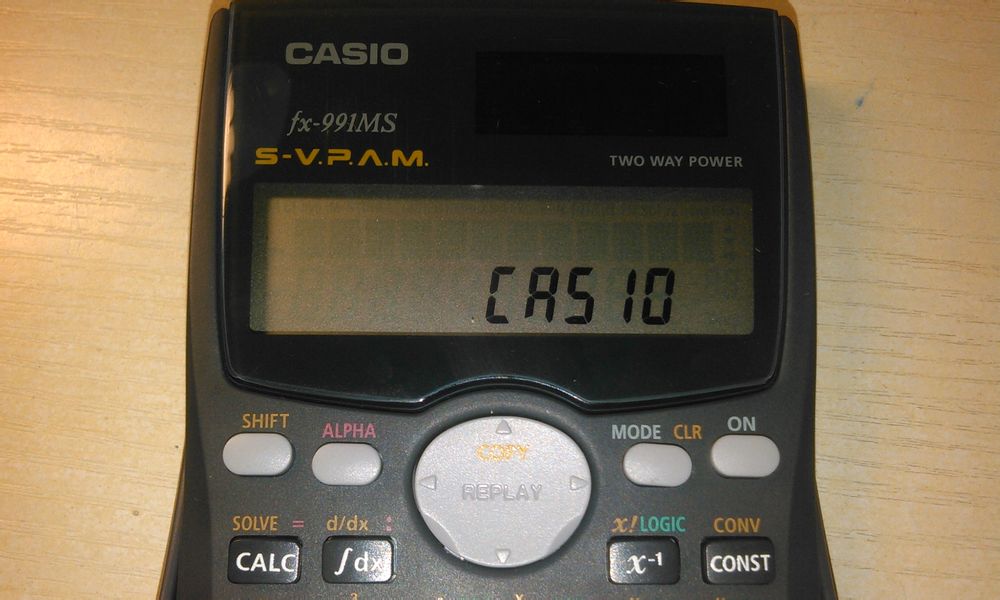 CASIO
fx-991MS
S-V.P.A.M.
TWO WAY POWER
CASIO
SHIFT ALPHA MODE CLR ON
COPY
REPLAY
SOLVE = d/dx : x! LOGIC CONV
CALC ∫dx x⁻¹ CONST